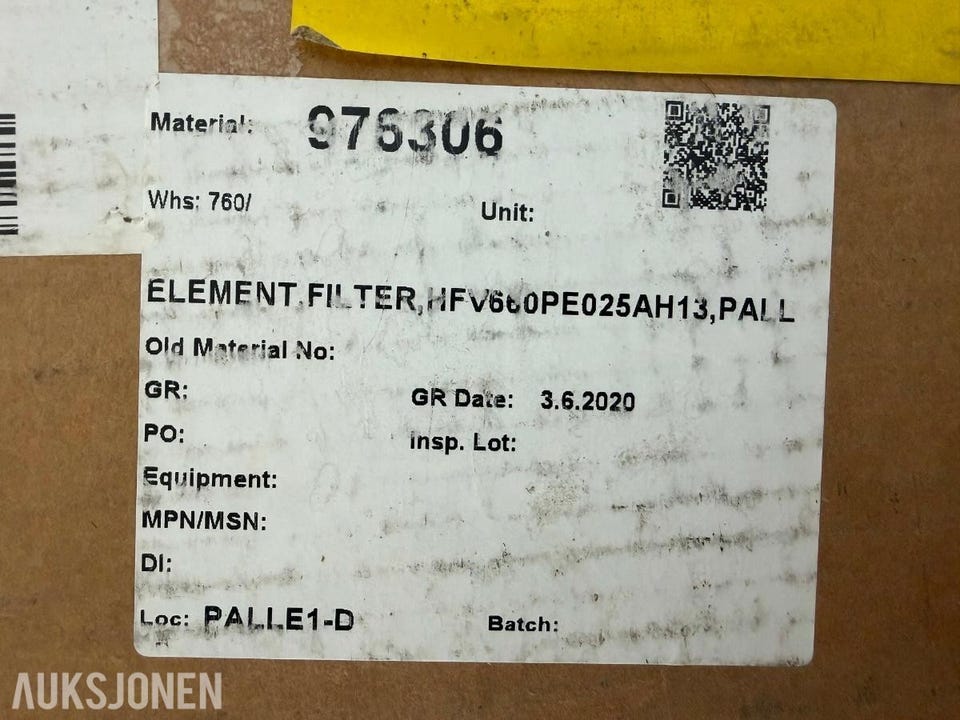 Material: 976306
Whs: 760/
Unit:
ELEMENT,FILTER,HFV660PE025AH13,PALL
Old Material No:
GR:
GR Date: 3.6.2020
PO:
Insp. Lot:
Equipment:
MPN/MSN:
DI:
Loc: PALLE1-D
Batch:
AUKSJONEN